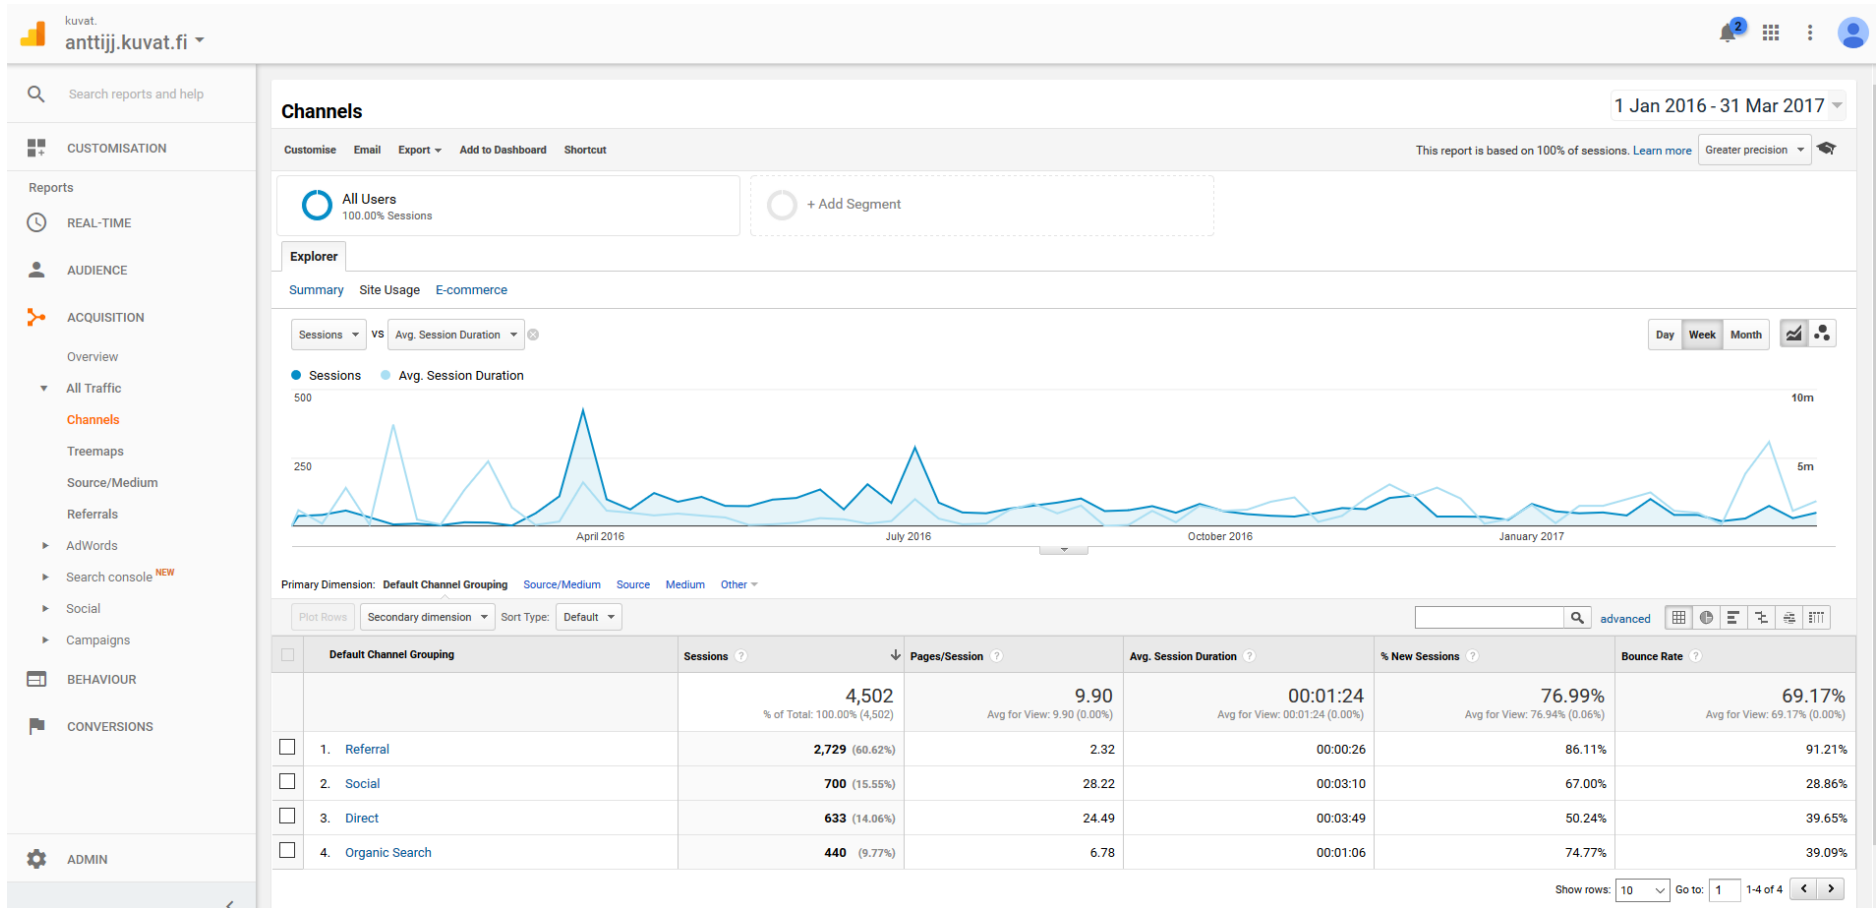 kuvat.
anttijj.kuvat.fi
2
Search reports and help
CUSTOMISATION
Reports
REAL-TIME
AUDIENCE
ACQUISITION
Overview
All Traffic
Channels
Treemaps
Source/Medium
Referrals
AdWords
Search console NEW
Social
Campaigns
BEHAVIOUR
CONVERSIONS
ADMIN
Channels
1 Jan 2016 - 31 Mar 2017
Customise Email Export Add to Dashboard Shortcut
This report is based on 100% of sessions. Learn more Greater precision
All Users
100.00% Sessions
+ Add Segment
Explorer
Summary Site Usage E-commerce
Sessions VS Avg. Session Duration
Day Week Month
Sessions Avg. Session Duration
500 10m
250 5m
April 2016 July 2016 October 2016 January 2017
Primary Dimension: Default Channel Grouping Source/Medium Source Medium Other
Plot Rows Secondary dimension Sort Type: Default advanced
Default Channel Grouping Sessions ? Pages/Session ? Avg. Session Duration ? % New Sessions ? Bounce Rate ?
4,502 9.90 00:01:24 76.99% 69.17%
% of Total: 100.00% (4,502) Avg for View: 9.90 (0.00%) Avg for View: 00:01:24 (0.00%) Avg for View: 76.94% (0.06%) Avg for View: 69.17% (0.00%)
1. Referral 2,729 (60.62%) 2.32 00:00:26 86.11% 91.21%
2. Social 700 (15.55%) 28.22 00:03:10 67.00% 28.86%
3. Direct 633 (14.06%) 24.49 00:03:49 50.24% 39.65%
4. Organic Search 440 (9.77%) 6.78 00:01:06 74.77% 39.09%
Show rows: 10 Go to: 1 1-4 of 4